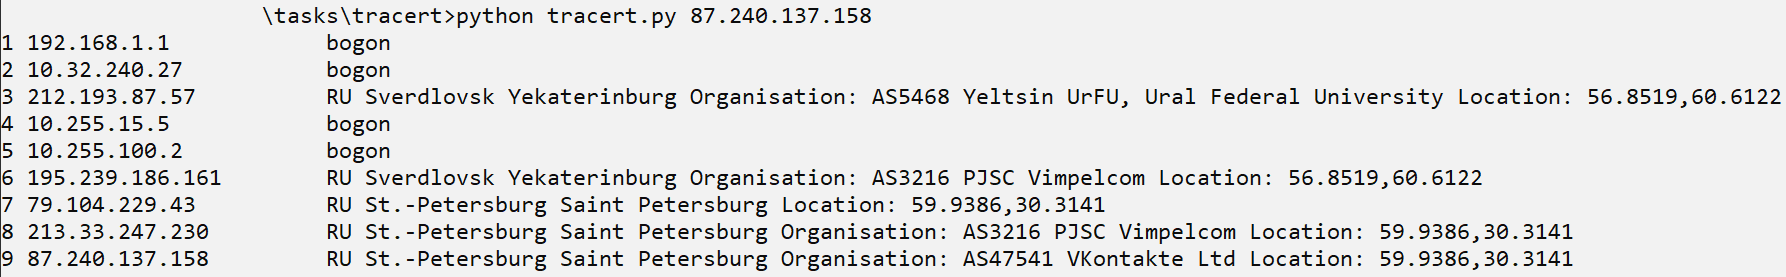 \tasks\tracert>python tracert.py 87.240.137.158
1 192.168.1.1 bogon
2 10.32.240.27 bogon
3 212.193.87.57 RU Sverdlovsk Yekaterinburg Organisation: AS5468 Yeltsin UrFU, Ural Federal University Location: 56.8519,60.6122
4 10.255.15.5 bogon
5 10.255.100.2 bogon
6 195.239.186.161 RU Sverdlovsk Yekaterinburg Organisation: AS3216 PJSC Vimpelcom Location: 56.8519,60.6122
7 79.104.229.43 RU St.-Petersburg Saint Petersburg Location: 59.9386,30.3141
8 213.33.247.230 RU St.-Petersburg Saint Petersburg Organisation: AS3216 PJSC Vimpelcom Location: 59.9386,30.3141
9 87.240.137.158 RU St.-Petersburg Saint Petersburg Organisation: AS47541 VKontakte Ltd Location: 59.9386,30.3141